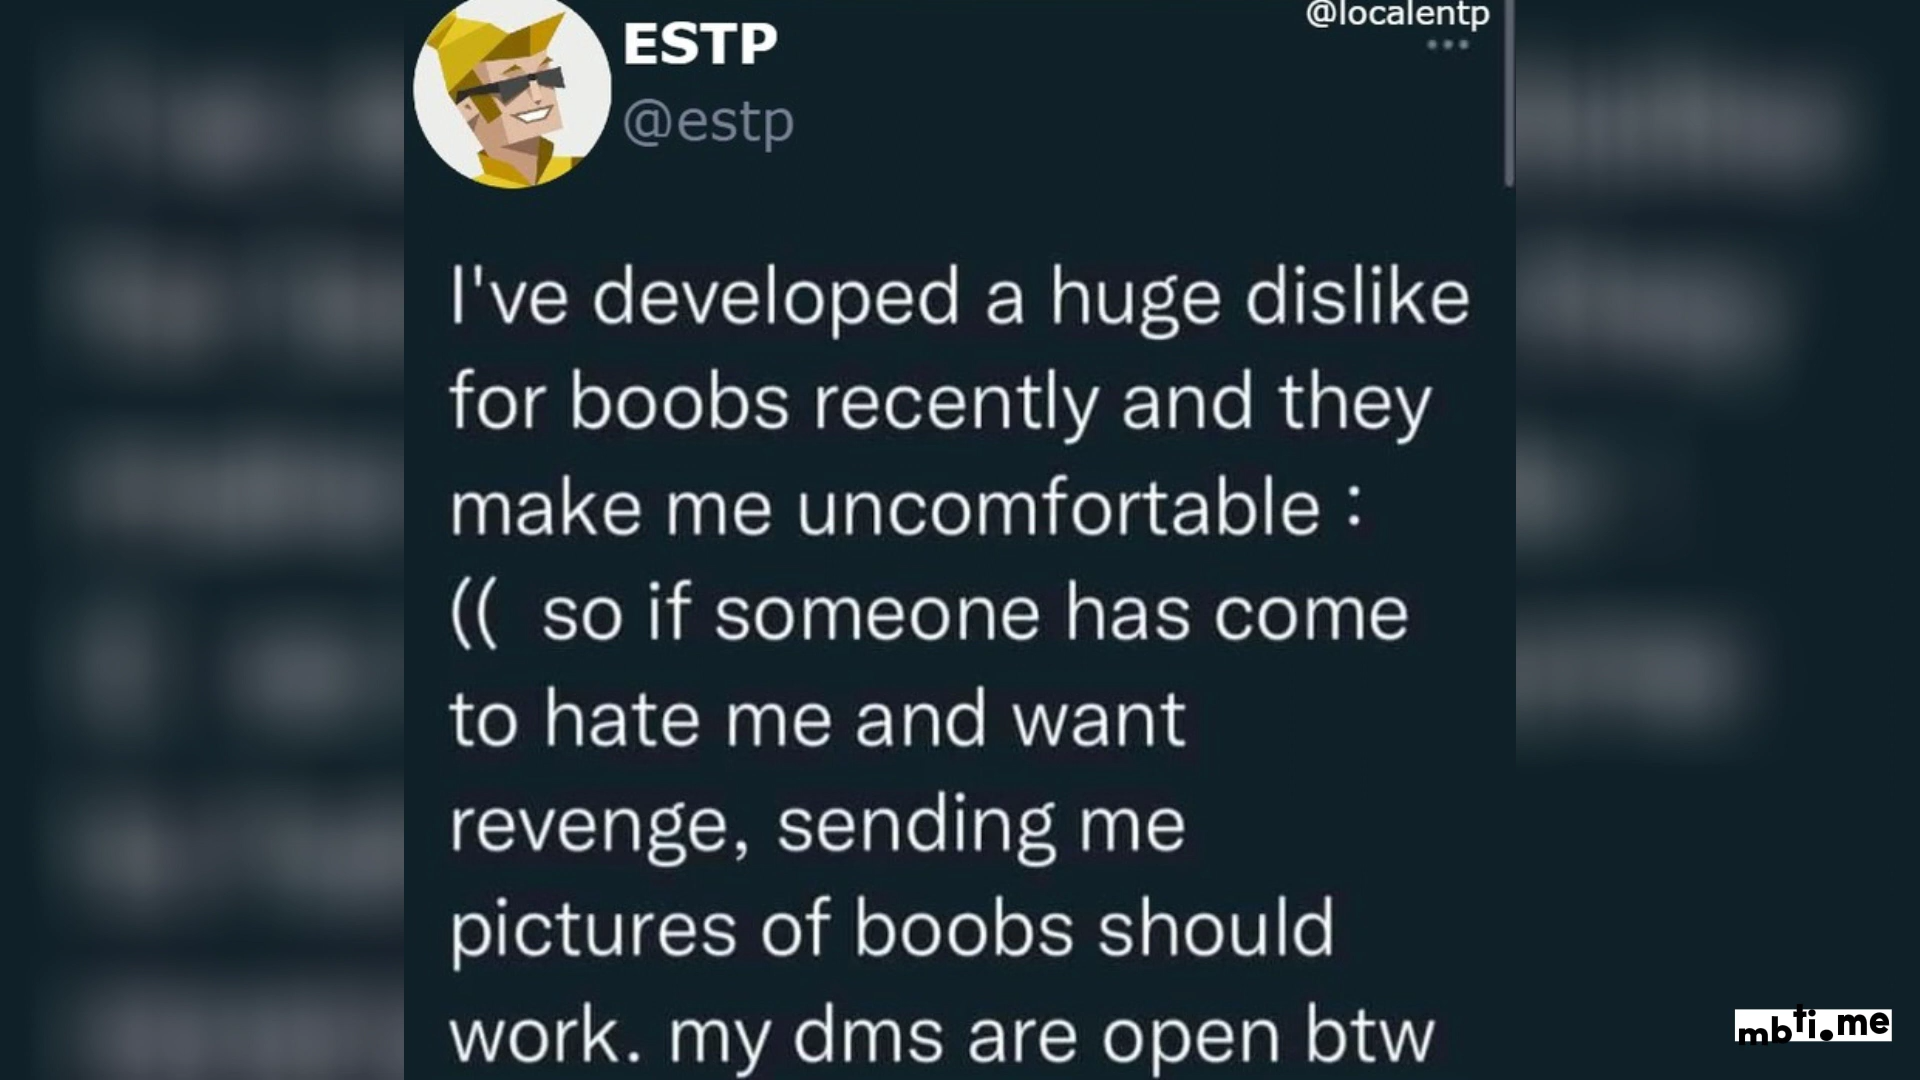 @localentp
ESTP
@estp
I've developed a huge dislike
for boobs recently and they
make me uncomfortable :
(( so if someone has come
to hate me and want
revenge, sending me
pictures of boobs should
work. my dms are open btw
mbti.me